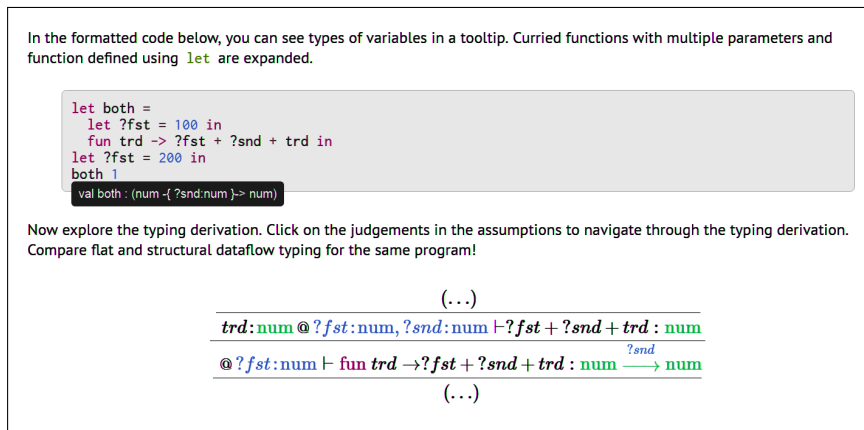 In the formatted code below, you can see types of variables in a tooltip. Curried functions with multiple parameters and
function defined using let are expanded.
let both =
  let ?fst = 100 in
  fun trd -> ?fst + ?snd + trd in
let ?fst = 200 in
both 1
val both : (num -{ ?snd:num }-> num)
Now explore the typing derivation. Click on the judgements in the assumptions to navigate through the typing derivation.
Compare flat and structural dataflow typing for the same program!
(...)
trd:num @ ?fst:num, ?snd:num ⊢?fst + ?snd + trd : num
?snd
@ ?fst:num ⊢ fun trd →?fst + ?snd + trd : num ⟶ num
(...)